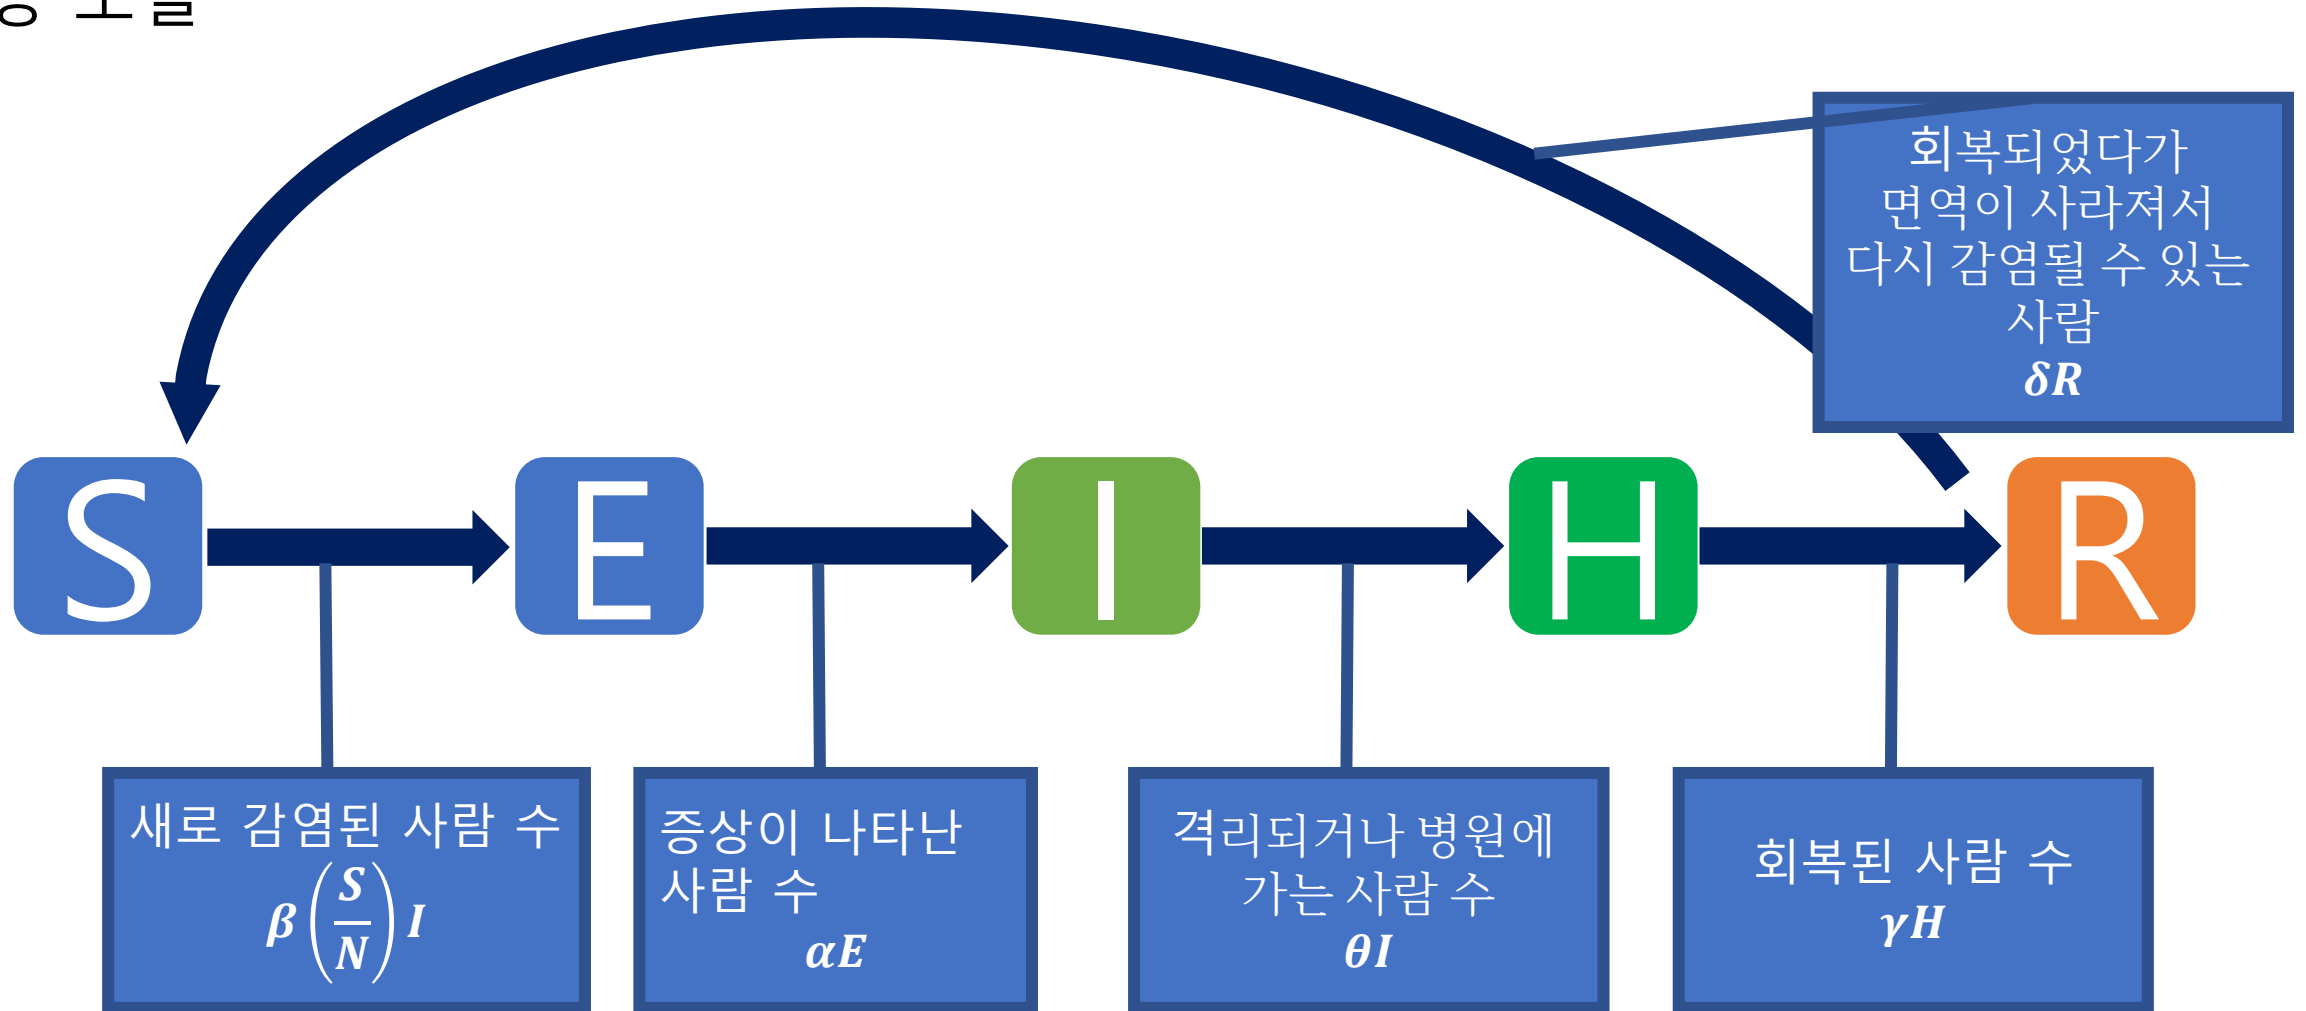 회복되었다가
면역이 사라져서
다시 감염될 수 있는
사람
δR
S E I H R
새로 감염된 사람 수
β(S/N)I
증상이 나타난
사람 수
αE
격리되거나 병원에
가는 사람 수
θI
회복된 사람 수
γH